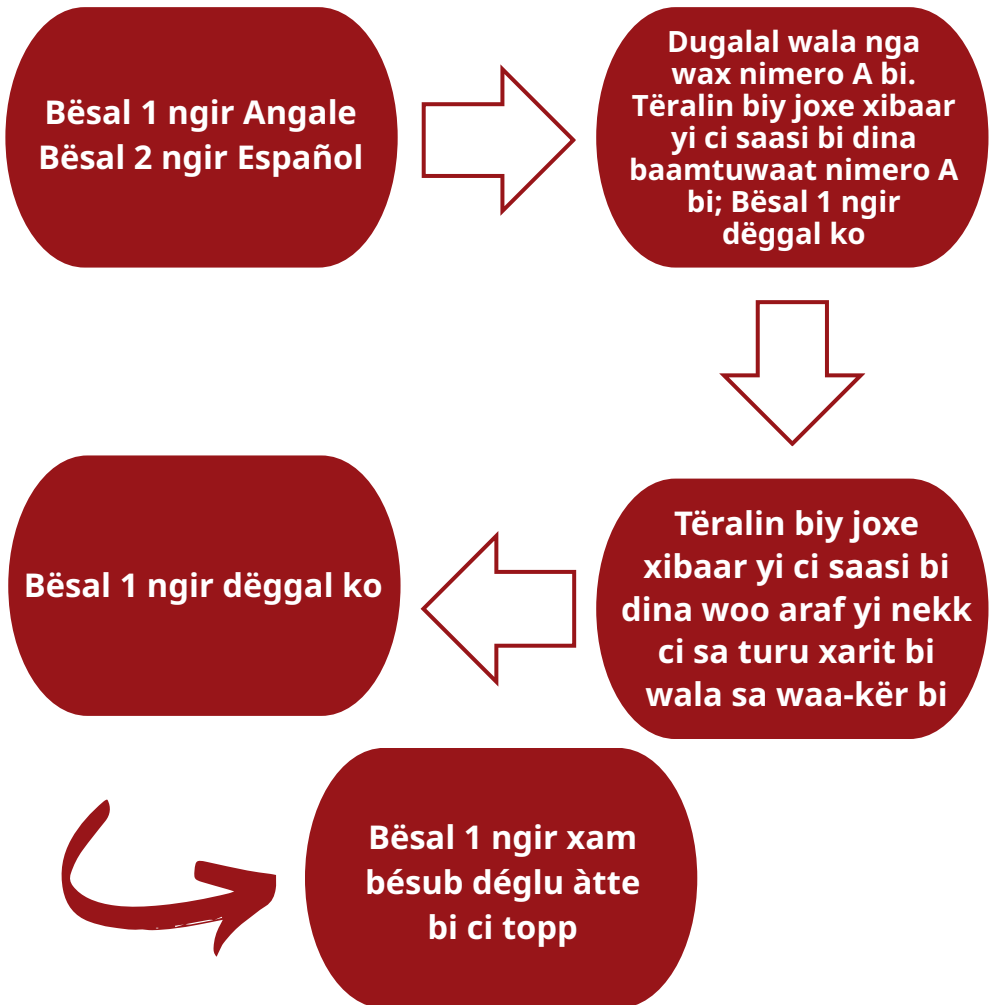 Bësal 1 ngir Angale
Bësal 2 ngir Español
Dugalal wala nga
wax nimero A bi.
Tëralin biy joxe xibaar
yi ci saasi bi dina
baamtuwaat nimero A
bi; Bësal 1 ngir
dëggal ko
Tëralin biy joxe
xibaar yi ci saasi bi
dina woo araf yi nekk
ci sa turu xarit bi
wala sa waa-kër bi
Bësal 1 ngir dëggal ko
Bësal 1 ngir xam
bésub déglu àtte
bi ci topp